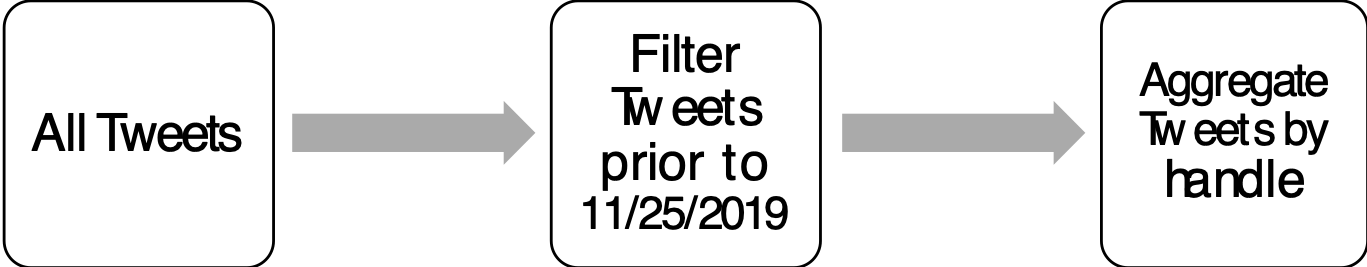 All Tweets
Filter
Tweets
prior to
11/25/2019
Aggregate
Tweets by
handle